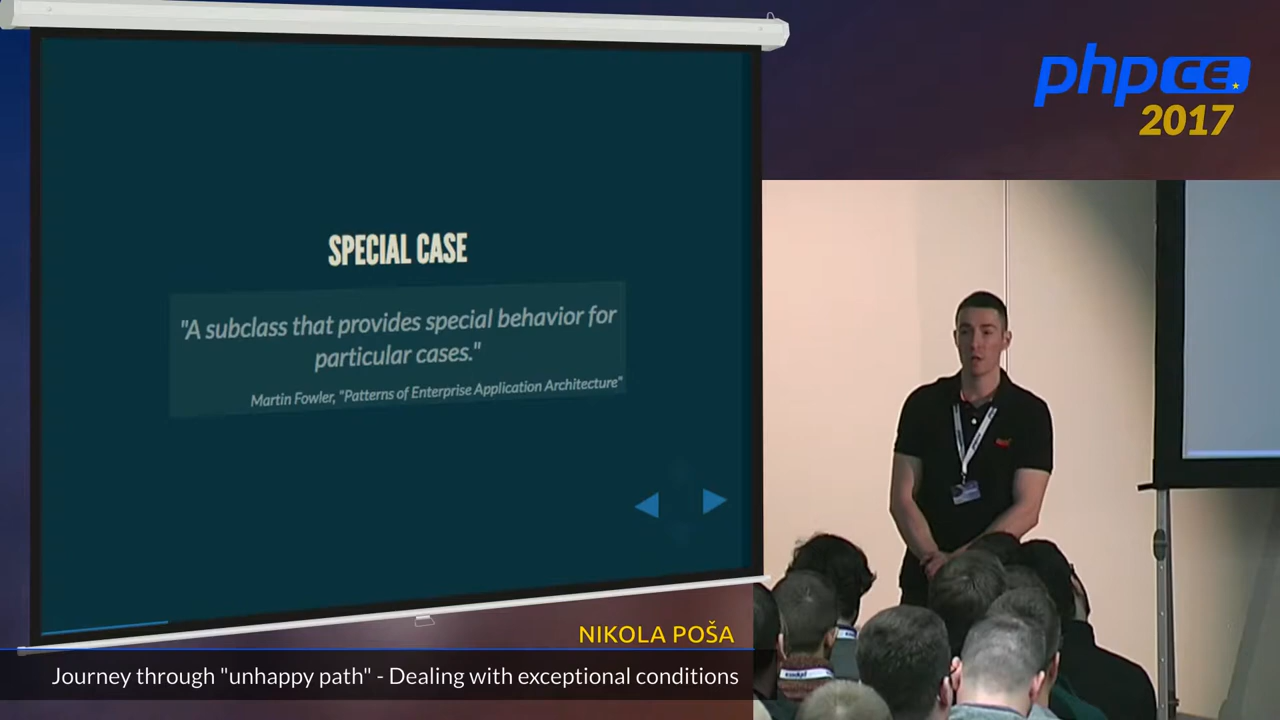 phpCE
2017
SPECIAL CASE
"A subclass that provides special behavior for
particular cases."
Martin Fowler, "Patterns of Enterprise Application Architecture"
NIKOLA POŠA
Journey through "unhappy path" - Dealing with exceptional conditions